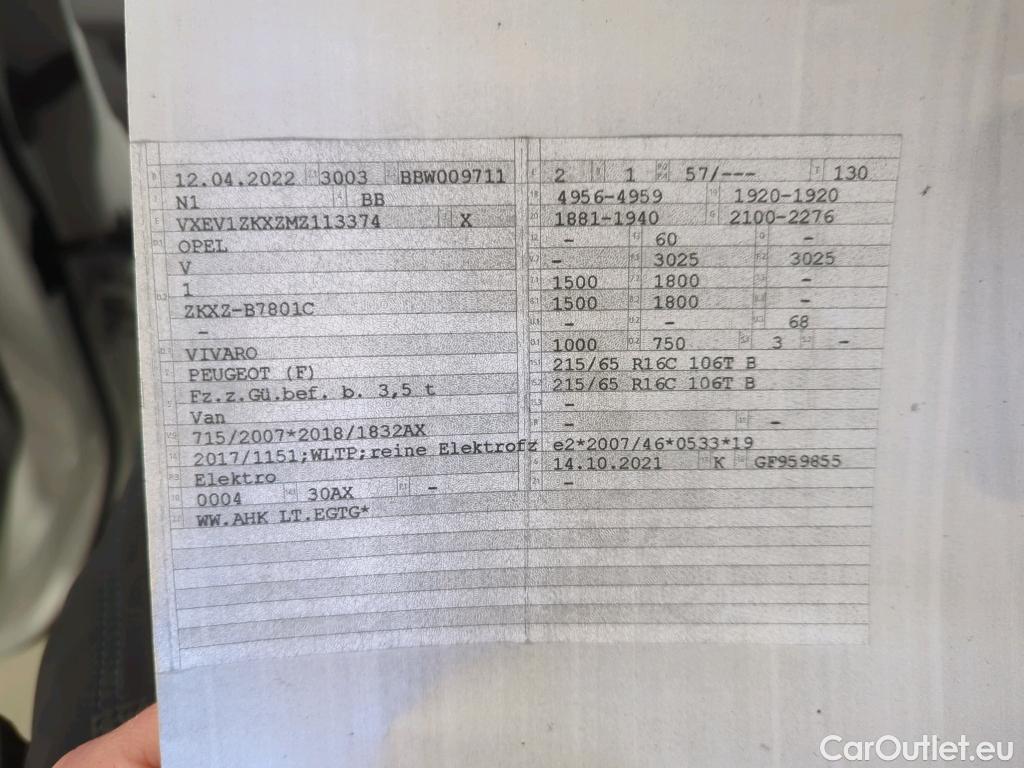 12.04.2022 3003 BBW009711
N1 BB
VXEV1ZKXXZMZ113374 X
OPEL
V
1
ZKXZ-B7801C
-
VIVARO
PEUGEOT (F)
Fz.z.Gü.bef. b. 3,5 t
Van
715/2007*2018/1832AX
2017/1151;WLTP;reine Elektrofz
Elektro
0004 30AX -
WW.AHK LT.EGTG*
2 1 57/--- 130
4956-4959 1920-1920
1881-1940 2100-2276
- 60 -
- 3025 3025
1500 1800 -
1500 1800 -
- - 68
1000 750 3 -
215/65 R16C 106T B
215/65 R16C 106T B
-
- -
e2*2007/46*0533*19
14.10.2021 K GF959855
-
CarOutlet.eu